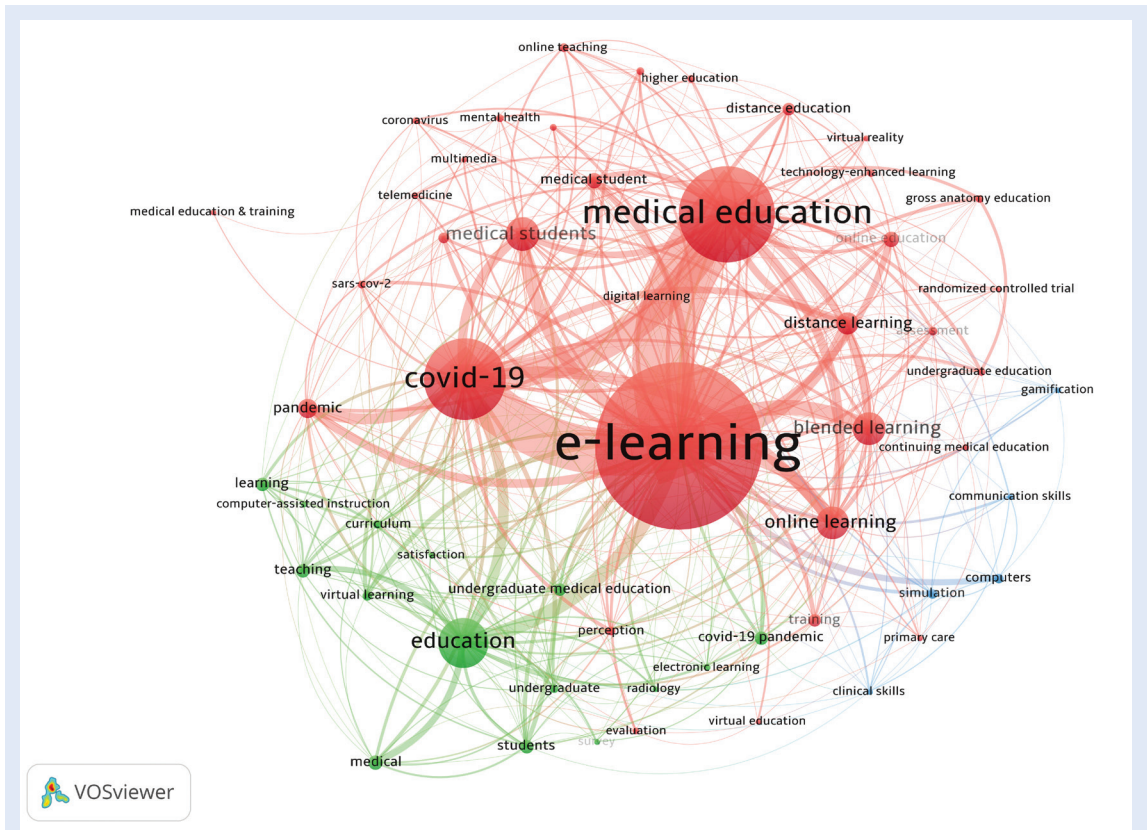 online teaching
higher education
distance education
coronavirus
mental health
virtual reality
multimedia
technology-enhanced learning
medical student
telemedicine
gross anatomy education
medical education & training
medical education
medical students
online education
sars-cov-2
digital learning
randomized controlled trial
distance learning
assessment
covid-19
undergraduate education
gamification
pandemic
e-learning
blended learning
continuing medical education
learning
communication skills
computer-assisted instruction
curriculum
online learning
satisfaction
teaching
undergraduate medical education
computers
virtual learning
simulation
training
education
perception
covid-19 pandemic
primary care
electronic learning
undergraduate
radiology
clinical skills
virtual education
evaluation
survey
students
medical
VOSviewer